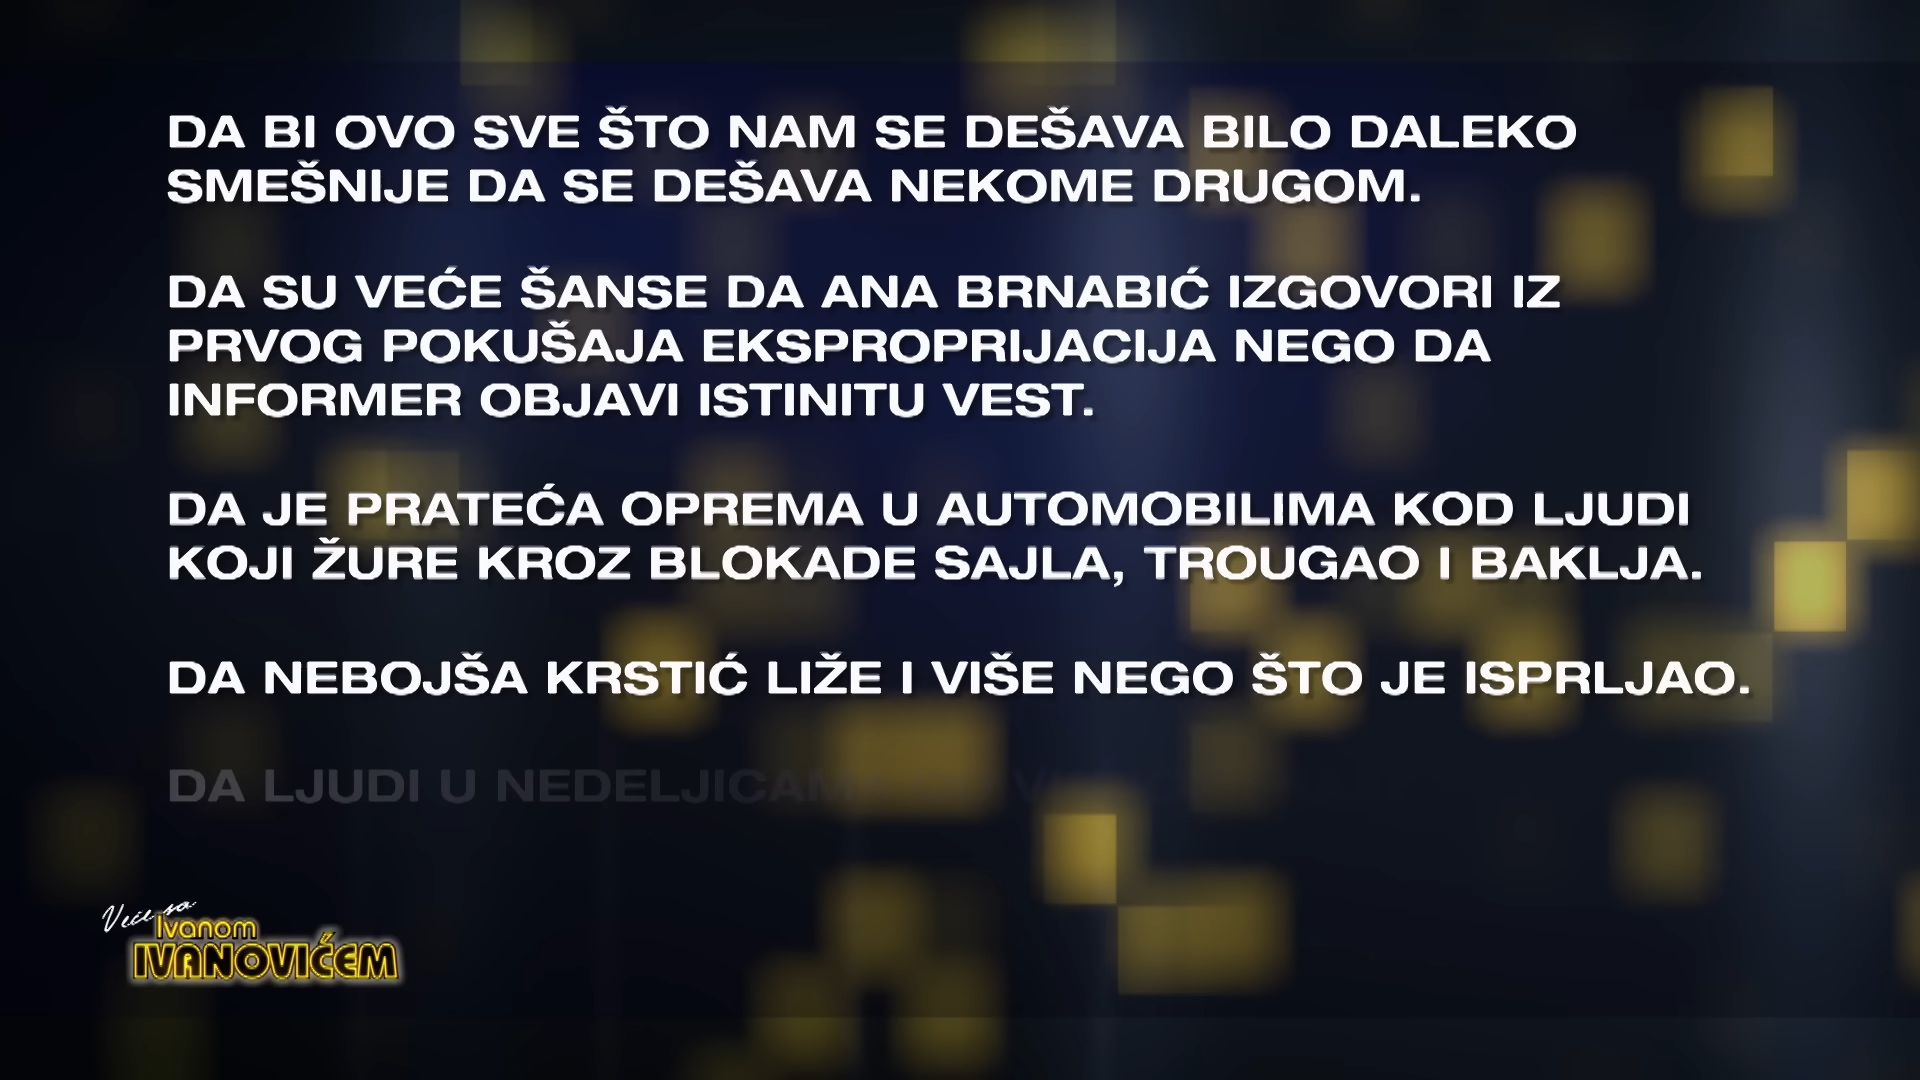 DA BI OVO SVE ŠTO NAM SE DEŠAVA BILO DALEKO
SMEŠNIJE DA SE DEŠAVA NEKOME DRUGOM.
DA SU VEĆE ŠANSE DA ANA BRNABIĆ IZGOVORI IZ
PRVOG POKUŠAJA EKSPROPRIJACIJA NEGO DA
INFORMER OBJAVI ISTINITU VEST.
DA JE PRATEĆA OPREMA U AUTOMOBILIMA KOD LJUDI
KOJI ŽURE KROZ BLOKADE SAJLA, TROUGAO I BAKLJA.
DA NEBOJŠA KRSTIĆ LIŽE I VIŠE NEGO ŠTO JE ISPRLJAO.
DA LJUDI U NEDELJICAMA
Veče sa
Ivanom
IVANOVIĆEM